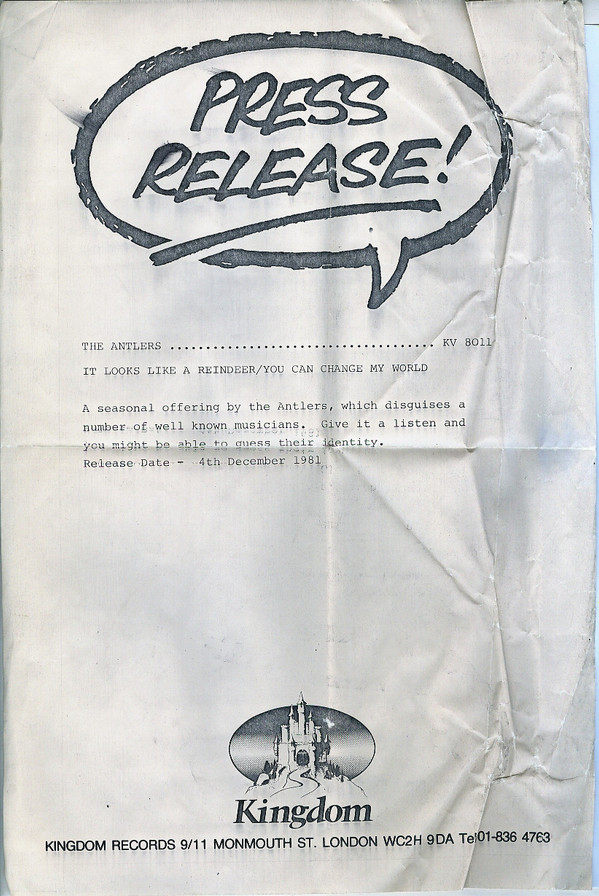 PRESS
RELEASE!
THE ANTLERS ...................................... KV 8011
IT LOOKS LIKE A REINDEER/YOU CAN CHANGE MY WORLD
A seasonal offering by the Antlers, which disguises a
number of well known musicians. Give it a listen and
you might be able to guess their identity.
Release Date - 4th December 1981
Kingdom
KINGDOM RECORDS 9/11 MONMOUTH ST. LONDON WC2H 9DA Tel 01-836 4763